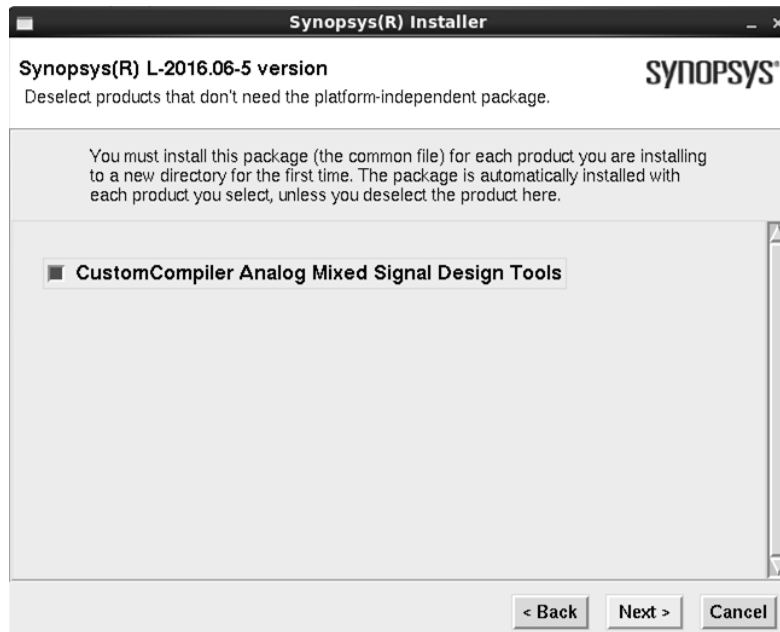 Synopsys(R) Installer
Synopsys(R) L-2016.06-5 version
SYNOPSYS®
Deselect products that don't need the platform-independent package.
You must install this package (the common file) for each product you are installing
to a new directory for the first time. The package is automatically installed with
each product you select, unless you deselect the product here.
CustomCompiler Analog Mixed Signal Design Tools
< Back
Next >
Cancel